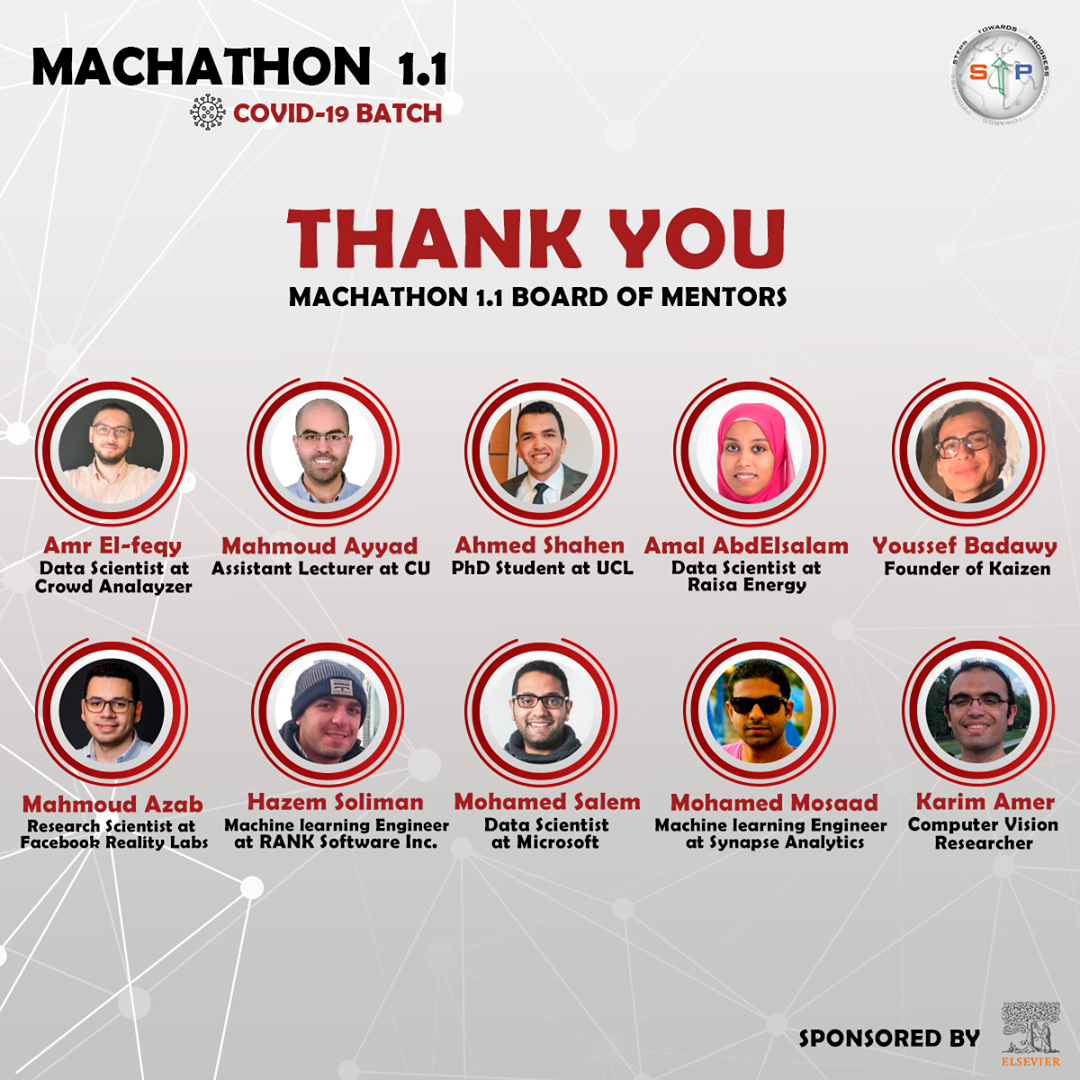 MACHATHON 1.1
COVID-19 BATCH
STEPS TOWARDS PROGRESS
STP
THANK YOU
MACHATHON 1.1 BOARD OF MENTORS
Amr El-feqy
Data Scientist at
Crowd Analayzer
Mahmoud Ayyad
Assistant Lecturer at CU
Ahmed Shahen
PhD Student at UCL
Amal AbdElsalam
Data Scientist at
Raisa Energy
Youssef Badawy
Founder of Kaizen
Mahmoud Azab
Research Scientist at
Facebook Reality Labs
Hazem Soliman
Machine learning Engineer
at RANK Software Inc.
Mohamed Salem
Data Scientist
at Microsoft
Mohamed Mosaad
Machine learning Engineer
at Synapse Analytics
Karim Amer
Computer Vision
Researcher
SPONSORED BY
ELSEVIER